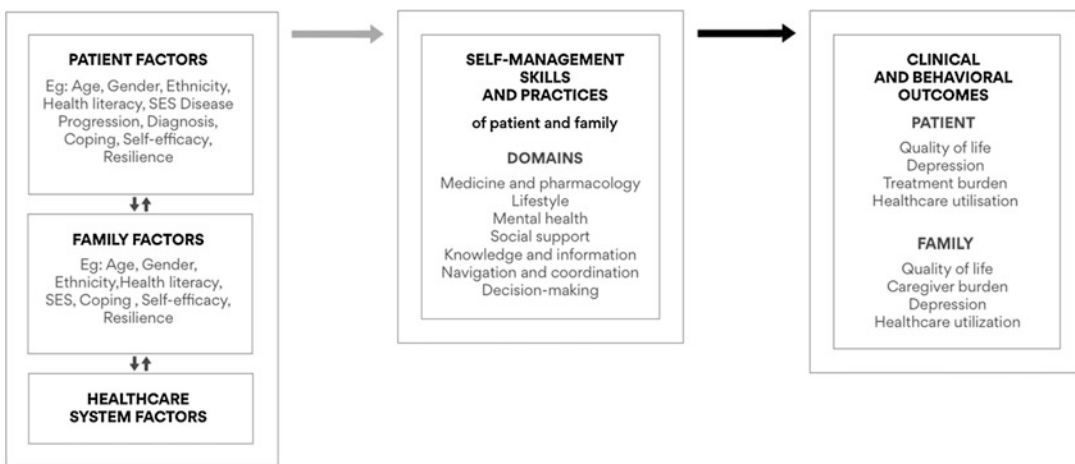 PATIENT FACTORS
Eg: Age, Gender, Ethnicity,
Health literacy, SES Disease
Progression, Diagnosis,
Coping, Self-efficacy,
Resilience
FAMILY FACTORS
Eg: Age, Gender,
Ethnicity,Health literacy,
SES, Coping , Self-efficacy,
Resilience
HEALTHCARE
SYSTEM FACTORS
SELF-MANAGEMENT
SKILLS
AND PRACTICES
of patient and family
DOMAINS
Medicine and pharmacology
Lifestyle
Mental health
Social support
Knowledge and information
Navigation and coordination
Decision-making
CLINICAL
AND BEHAVIORAL
OUTCOMES
PATIENT
Quality of life
Depression
Treatment burden
Healthcare utilisation
FAMILY
Quality of life
Caregiver burden
Depression
Healthcare utilization